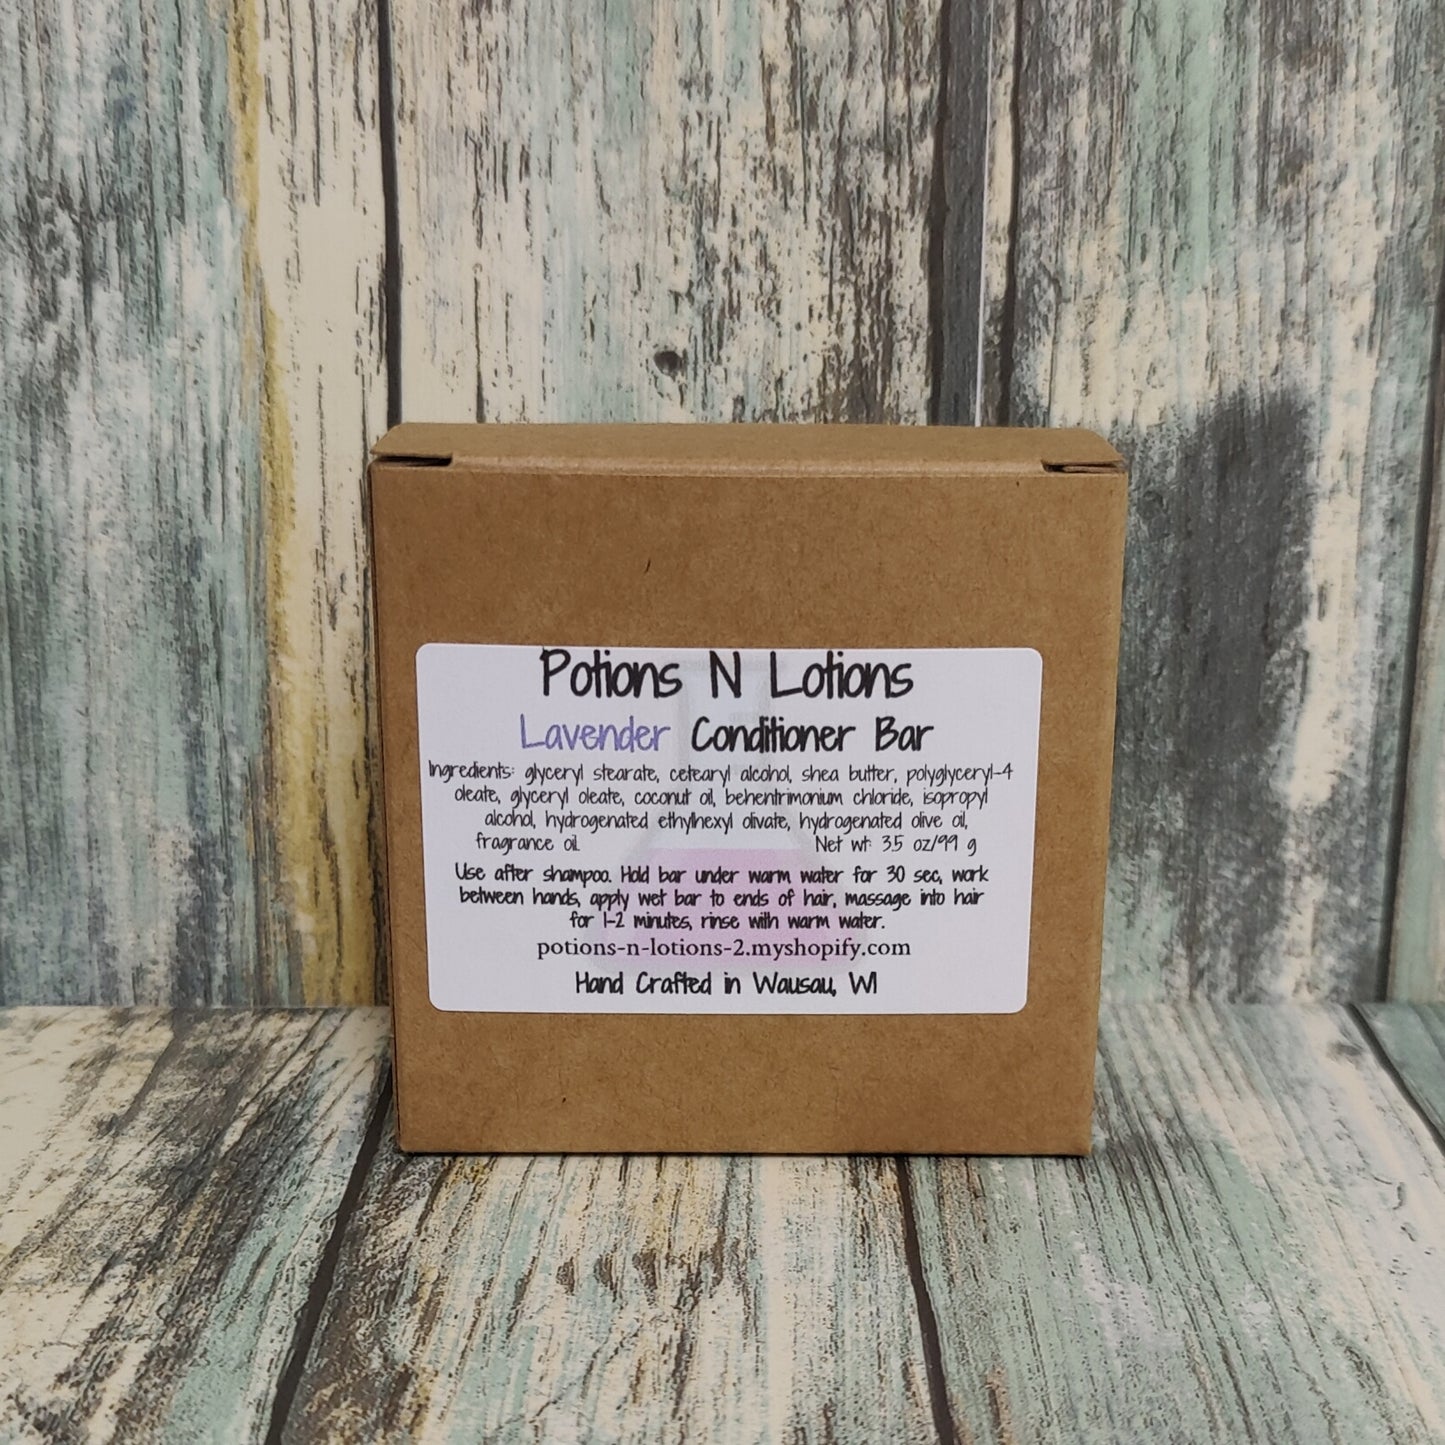 Potions N Lotions
Lavender Conditioner Bar
Ingredients: glyceryl stearate, cetearyl alcohol, shea butter, polyglyceryl-4
oleate, glyceryl oleate, coconut oil, behentrimonium chloride, isopropyl
alcohol, hydrogenated ethylhexyl olivate, hydrogenated olive oil,
fragrance oil. Net wt: 3.5 oz/99 g
Use after shampoo. Hold bar under warm water for 30 sec, work
between hands, apply wet bar to ends of hair, massage into hair
for 1-2 minutes, rinse with warm water.
potions-n-lotions-2.myshopify.com
Hand Crafted in Wausau, WI